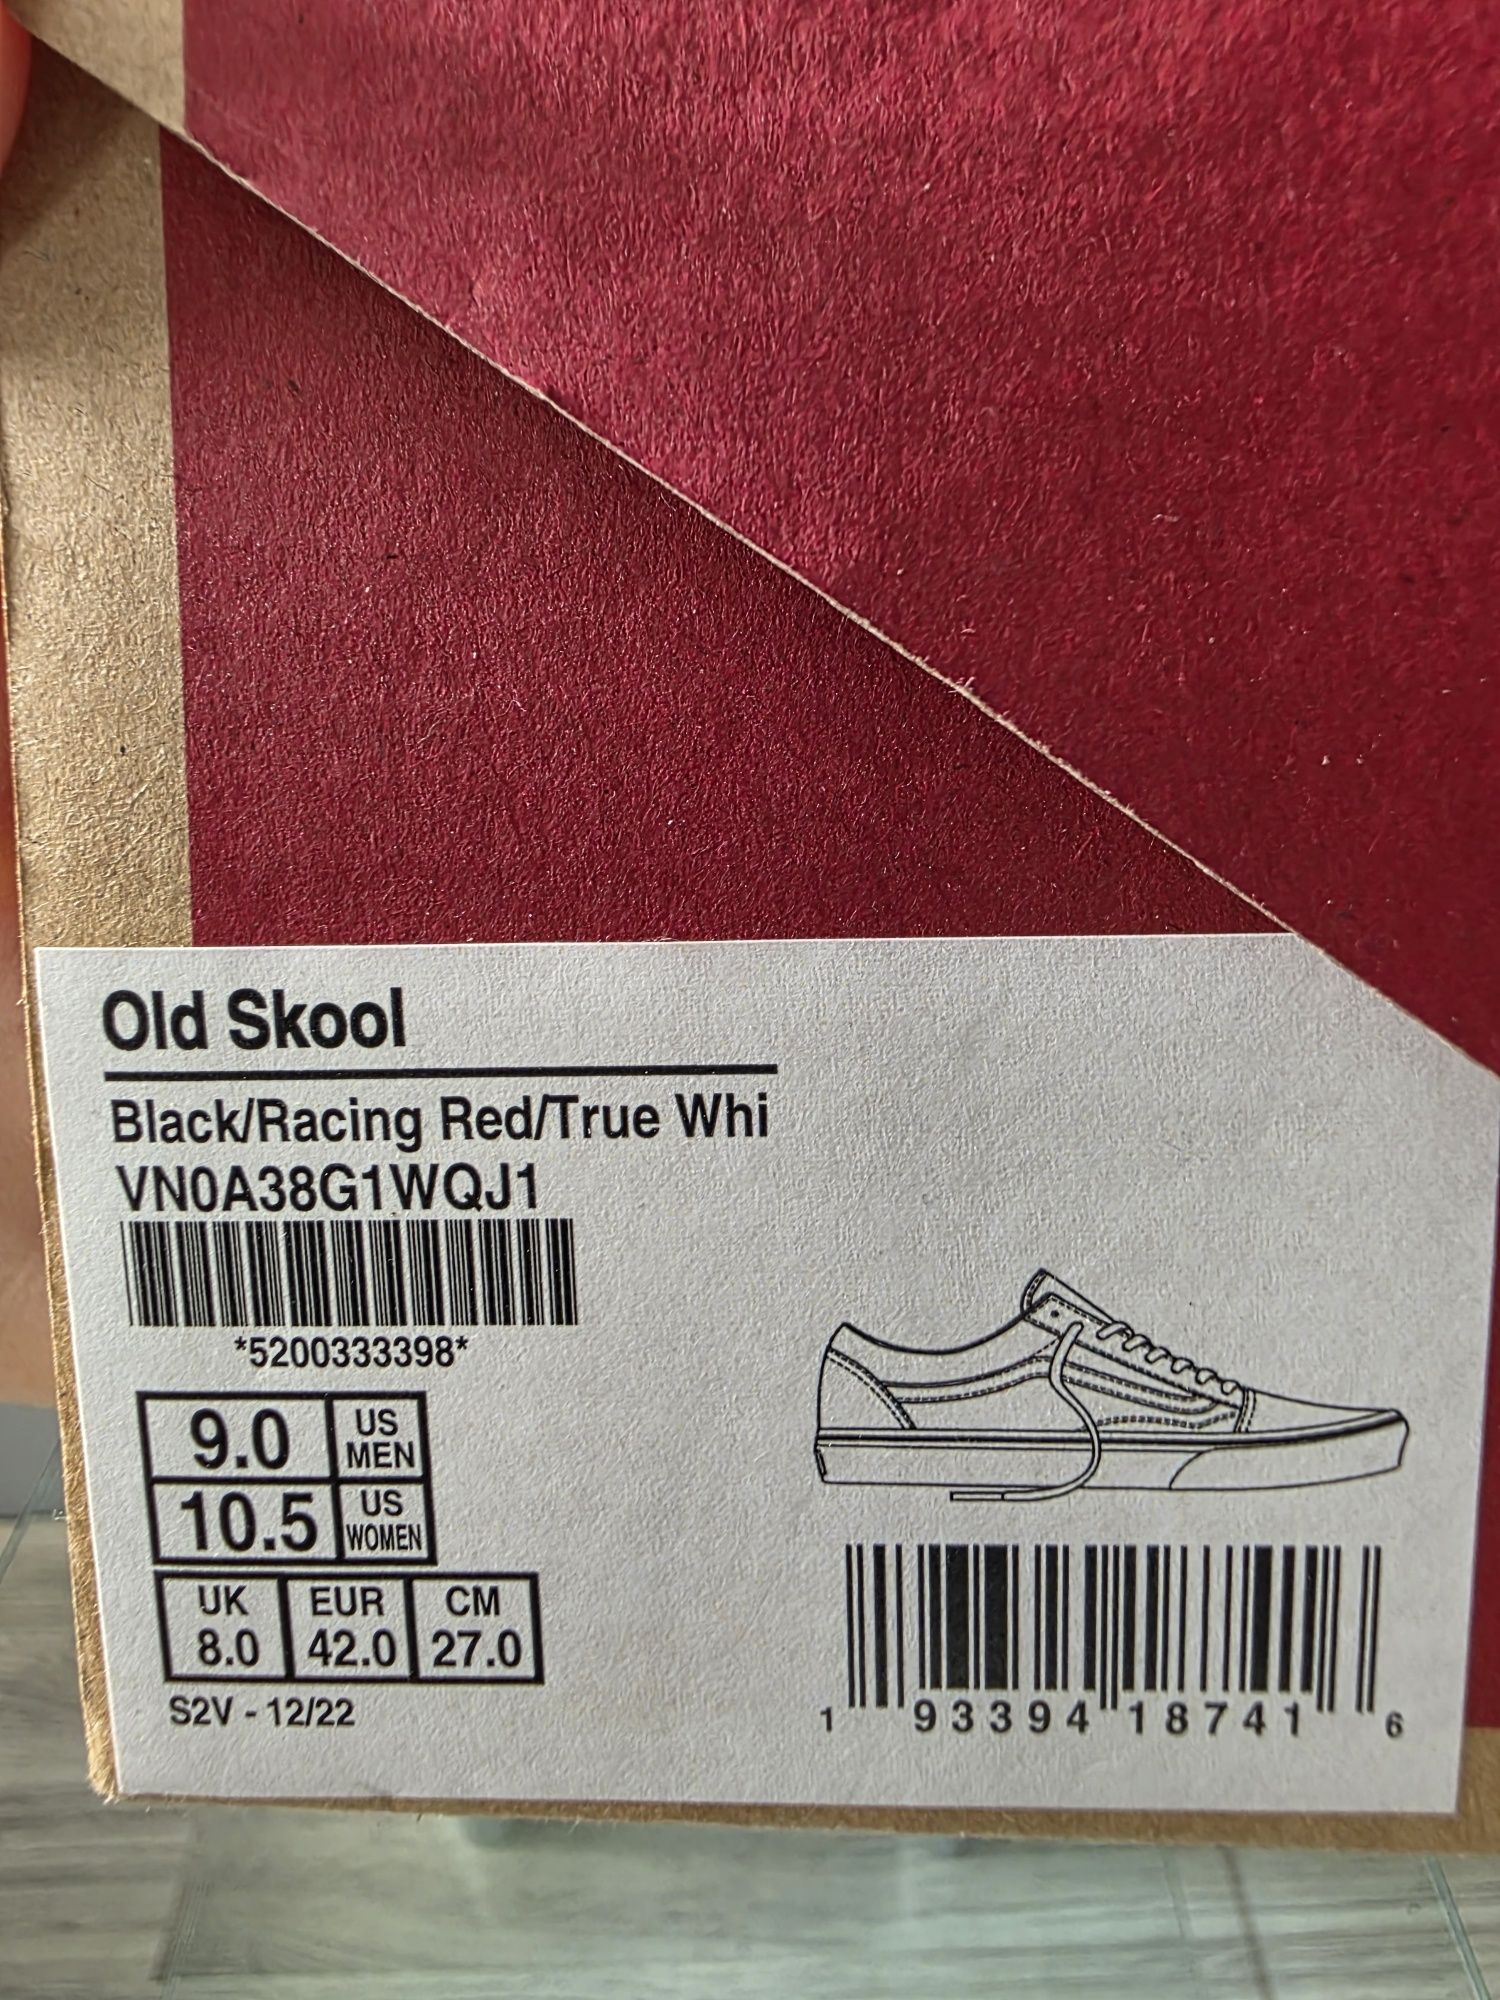 Old Skool
Black/Racing Red/True Whi
VN0A38G1WQJ1
*5200333398*
9.0 US MEN
10.5 US WOMEN
UK EUR CM
8.0 42.0 27.0
S2V - 12/22
1 93394 18741 6